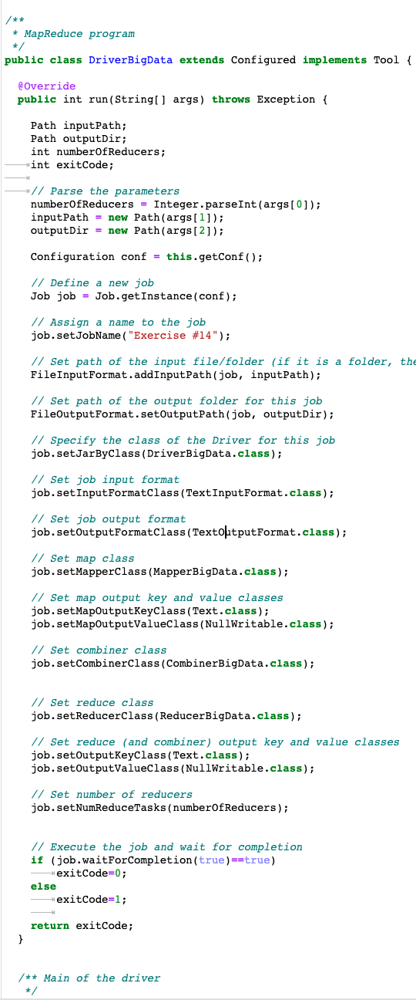 /**
 * MapReduce program
 */
public class DriverBigData extends Configured implements Tool {
@Override
public int run(String[] args) throws Exception {
Path inputPath;
Path outputDir;
int numberOfReducers;
int exitCode;
// Parse the parameters
numberOfReducers = Integer.parseInt(args[0]);
inputPath = new Path(args[1]);
outputDir = new Path(args[2]);
Configuration conf = this.getConf();
// Define a new job
Job job = Job.getInstance(conf);
// Assign a name to the job
job.setJobName("Exercise #14");
// Set path of the input file/folder (if it is a folder, the
FileInputFormat.addInputPath(job, inputPath);
// Set path of the output folder for this job
FileOutputFormat.setOutputPath(job, outputDir);
// Specify the class of the Driver for this job
job.setJarByClass(DriverBigData.class);
// Set job input format
job.setInputFormatClass(TextInputFormat.class);
// Set job output format
job.setOutputFormatClass(TextOutputFormat.class);
// Set map class
job.setMapperClass(MapperBigData.class);
// Set map output key and value classes
job.setMapOutputKeyClass(Text.class);
job.setMapOutputValueClass(NullWritable.class);
// Set combiner class
job.setCombinerClass(CombinerBigData.class);
// Set reduce class
job.setReducerClass(ReducerBigData.class);
// Set reduce (and combiner) output key and value classes
job.setOutputKeyClass(Text.class);
job.setOutputValueClass(NullWritable.class);
// Set number of reducers
job.setNumReduceTasks(numberOfReducers);
// Execute the job and wait for completion
if (job.waitForCompletion(true)==true)
exitCode=0;
else
exitCode=1;
return exitCode;
}
/** Main of the driver
 */